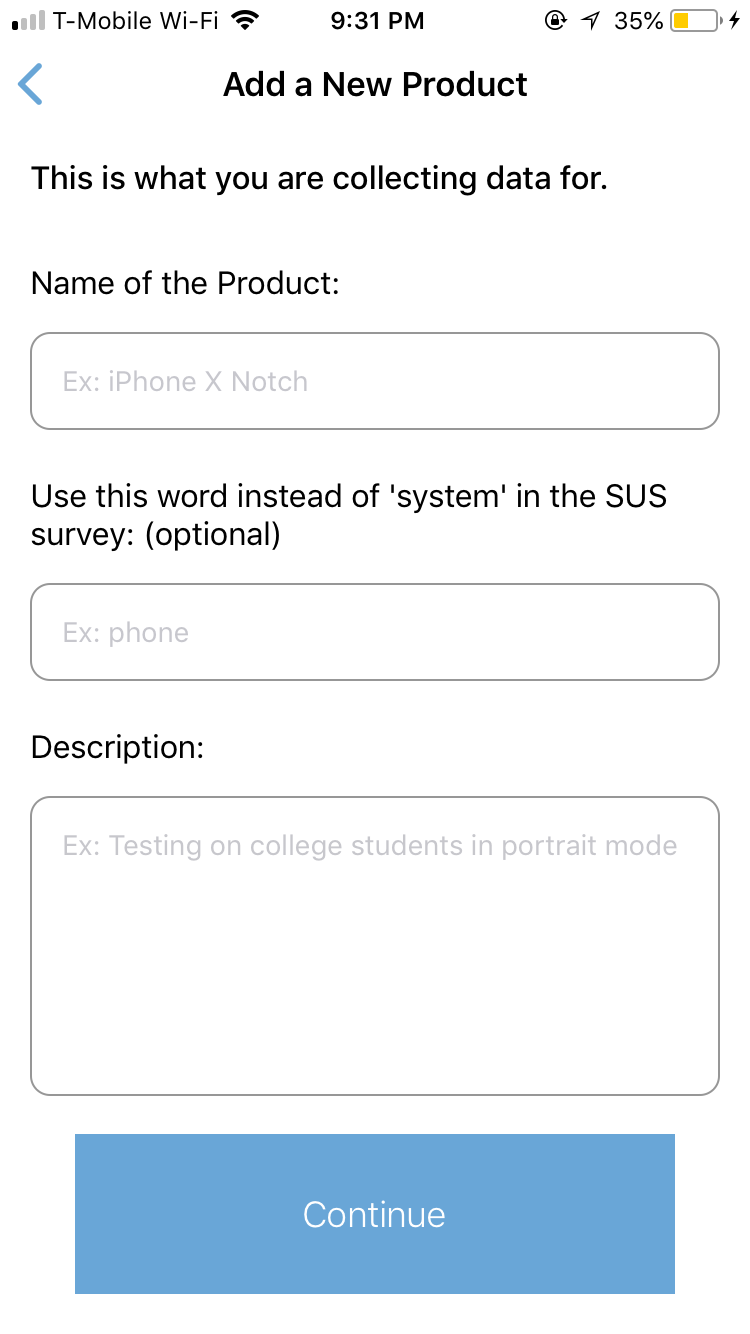 T-Mobile Wi-Fi 9:31 PM 35%
Add a New Product
This is what you are collecting data for.
Name of the Product:
Ex: iPhone X Notch
Use this word instead of 'system' in the SUS
survey: (optional)
Ex: phone
Description:
Ex: Testing on college students in portrait mode
Continue